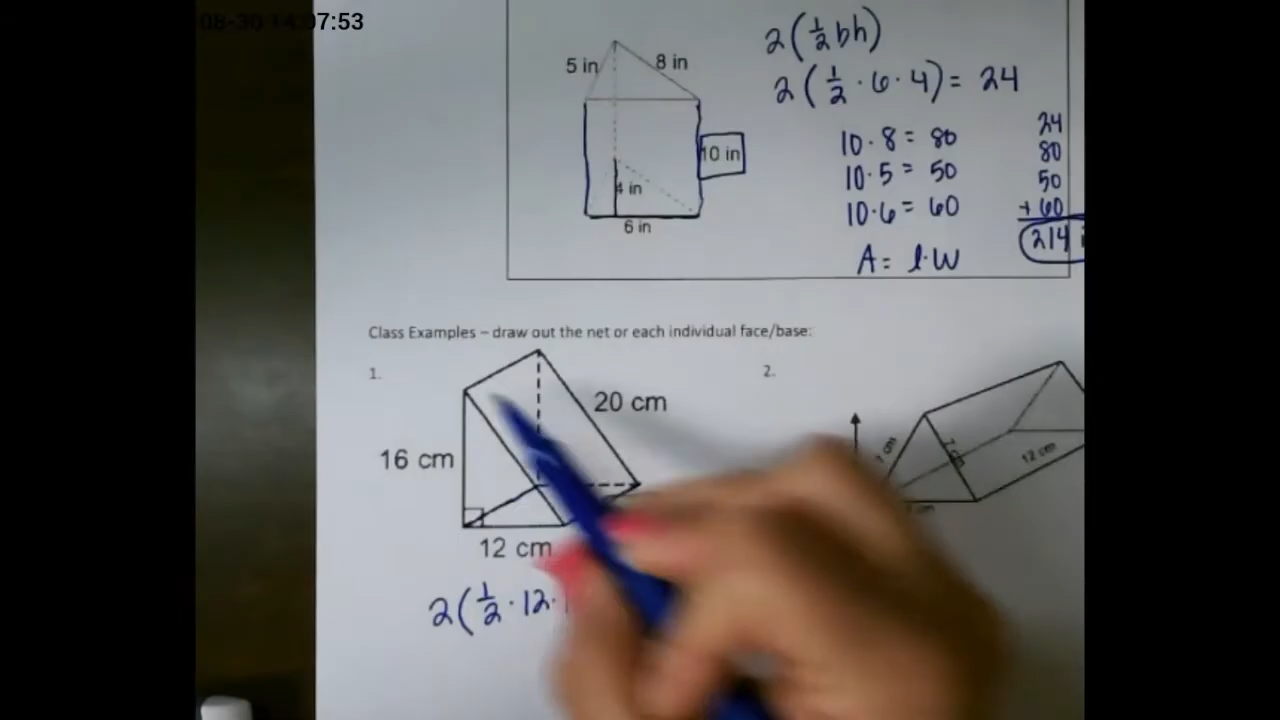 08-30 14:07:53
2(½bh)
5 in
8 in
2(½·6·4)= 24
10·8 = 80
10·5 = 50
10·6 = 60
24
80
50
+60
214
10 in
4 in
6 in
A= l·W
Class Examples – draw out the net or each individual face/base:
1.
20 cm
16 cm
12 cm
2(½·12·
2.
7 cm
12 cm
cm